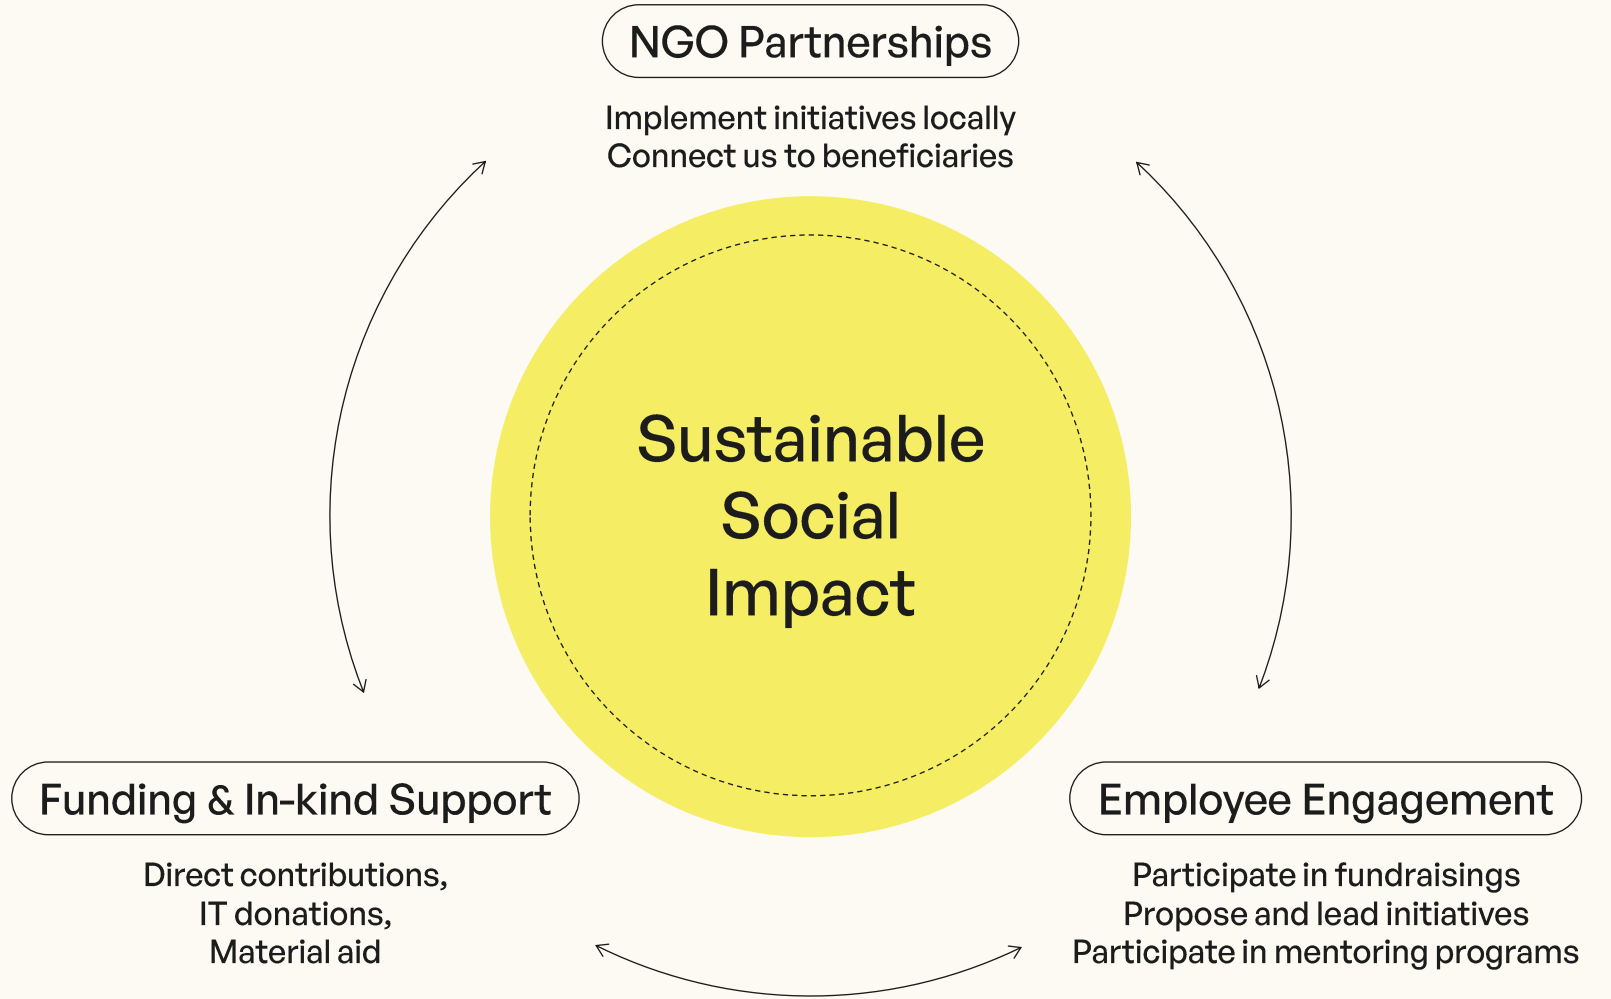 NGO Partnerships
Implement initiatives locally
Connect us to beneficiaries
Sustainable
Social
Impact
Funding & In-kind Support
Direct contributions,
IT donations,
Material aid
Employee Engagement
Participate in fundraisings
Propose and lead initiatives
Participate in mentoring programs